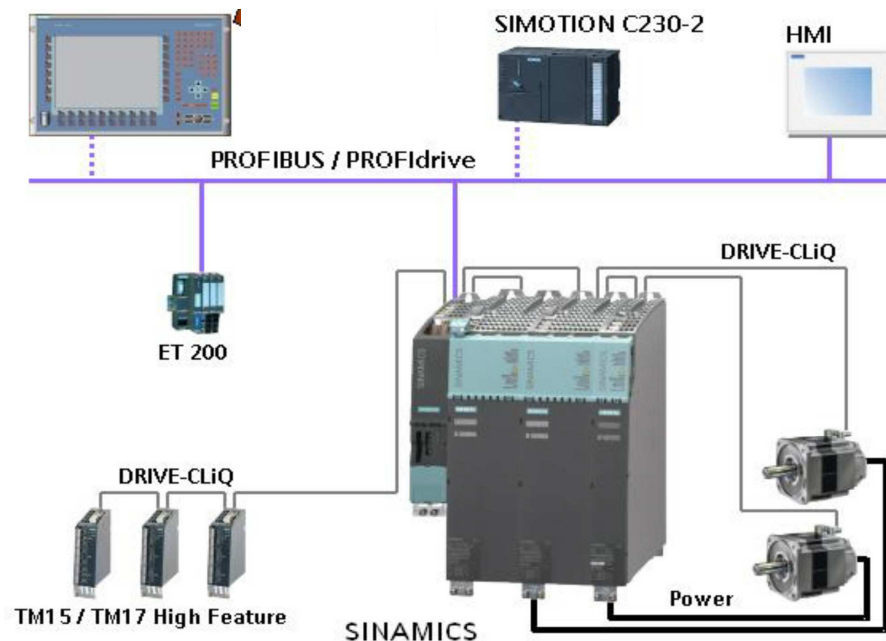 SIMOTION C230-2
HMI
PROFIBUS / PROFIdrive
DRIVE-CLiQ
ET 200
DRIVE-CLiQ
TM15 / TM17 High Feature
Power
SINAMICS